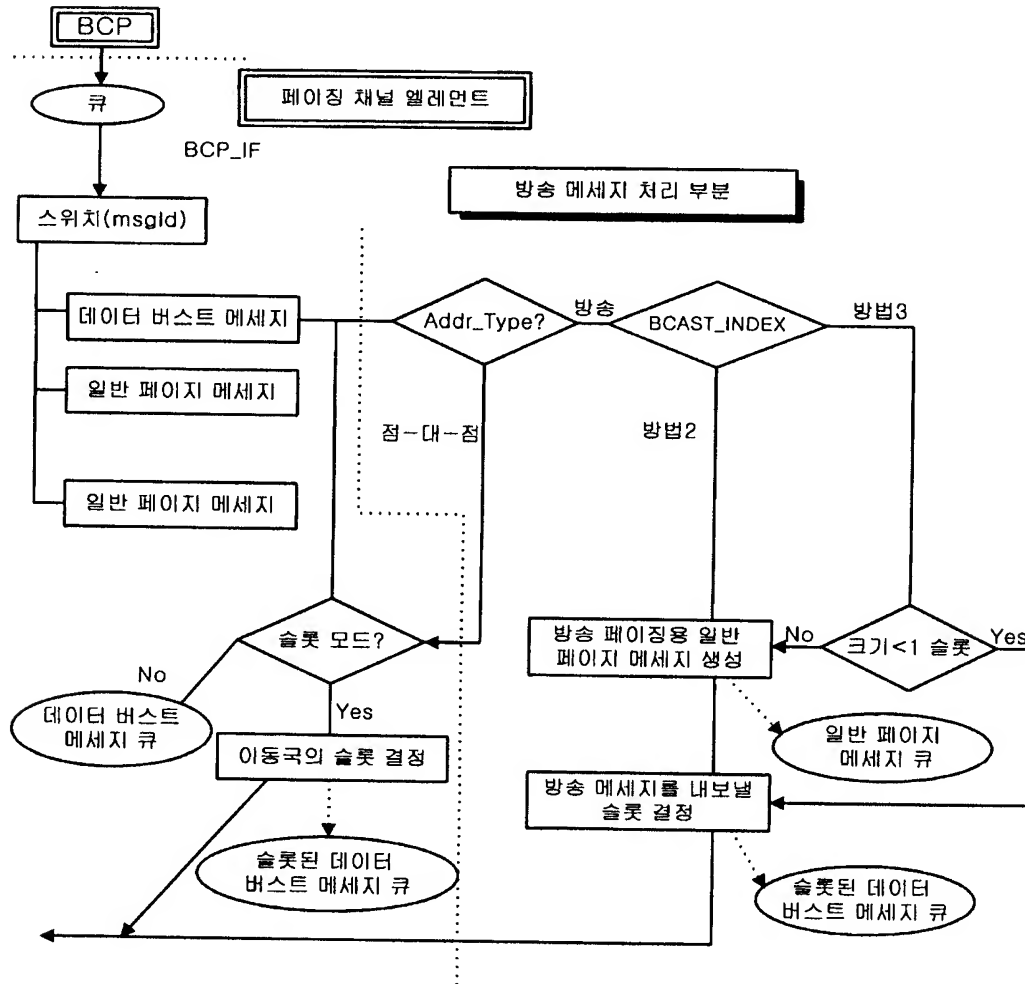 BCP
큐
페이징 채널 엘레먼트
BCP_IF
방송 메세지 처리 부분
스위치(msgId)
데이터 버스트 메세지
Addr_Type?
방송
BCAST_INDEX
방법3
일반 페이지 메세지
점-대-점
방법2
일반 페이지 메세지
슬롯 모드?
방송 페이징용 일반
페이지 메세지 생성
No
크기<1 슬롯
Yes
No
데이터 버스트
메세지 큐
Yes
이동국의 슬롯 결정
일반 페이지
메세지 큐
방송 메세지를 내보낼
슬롯 결정
슬롯된 데이터
버스트 메세지 큐
슬롯된 데이터
버스트 메세지 큐